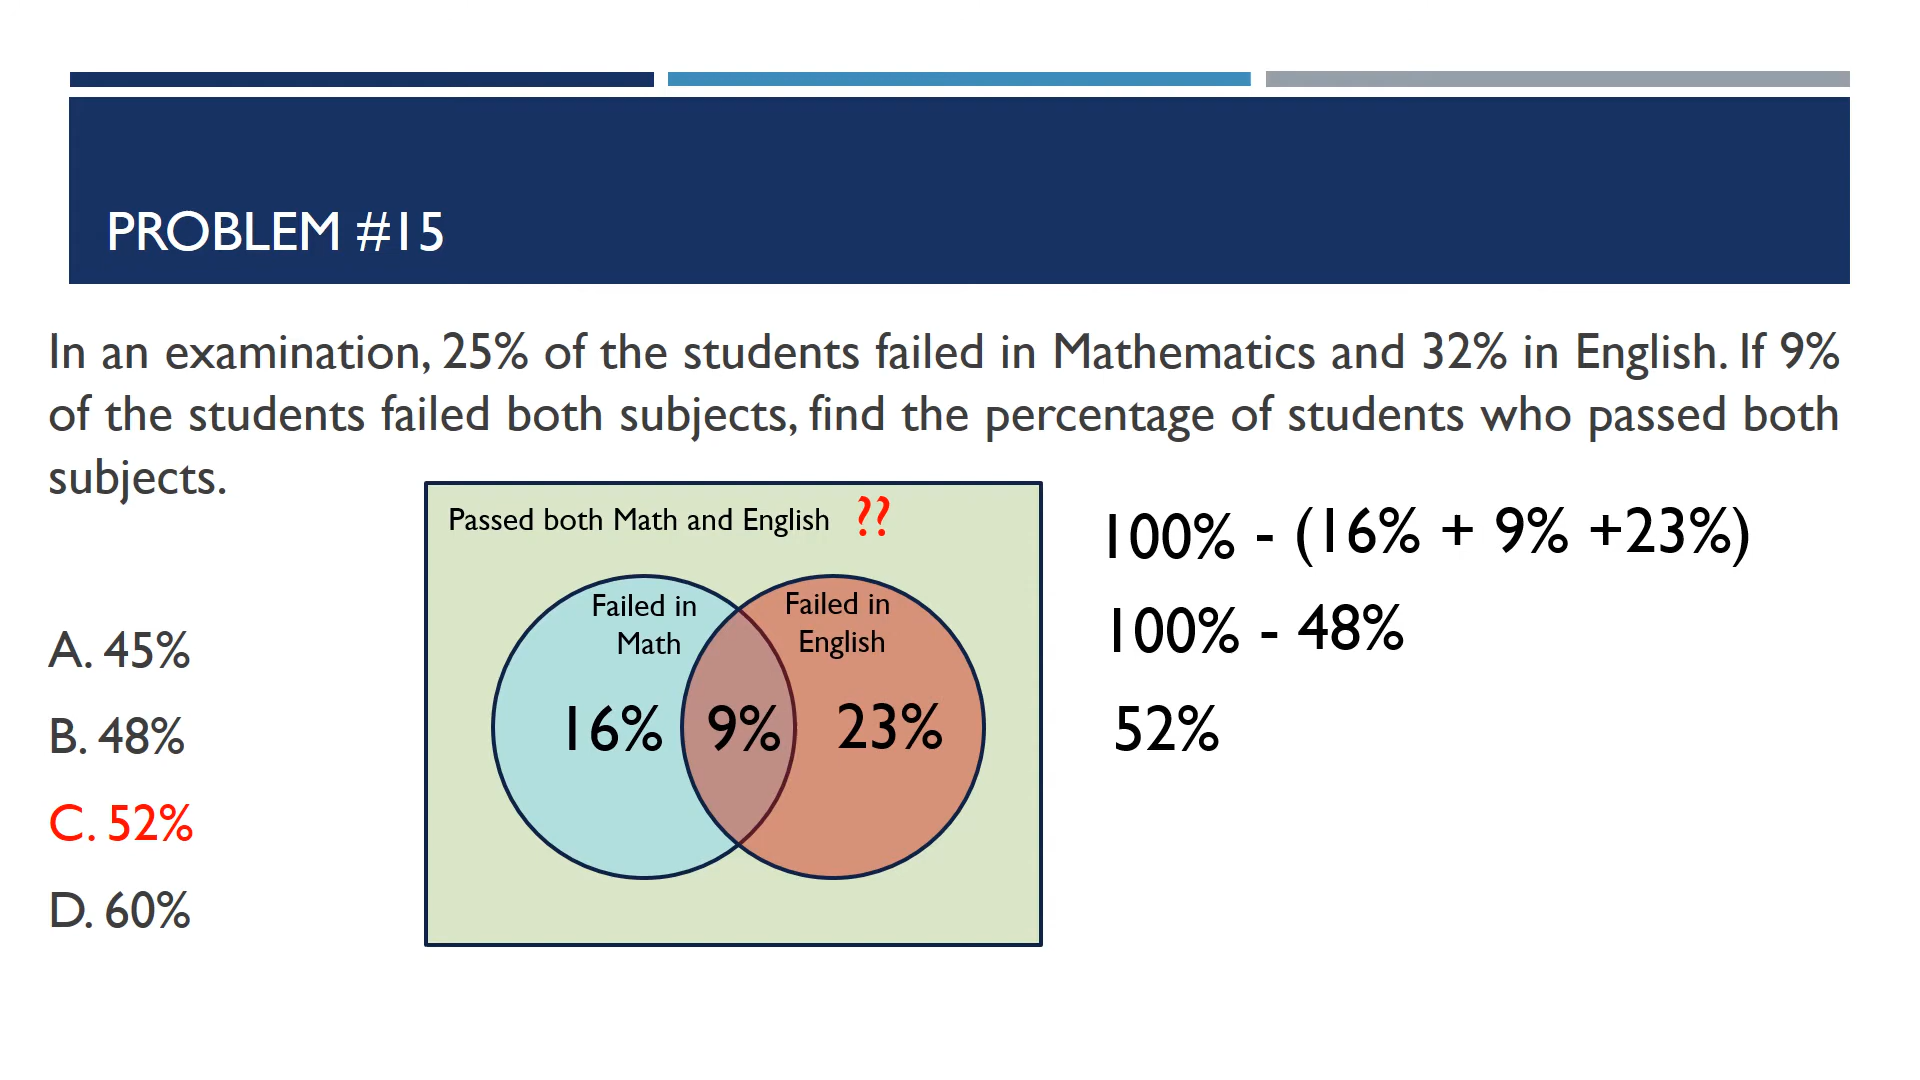 PROBLEM #15
In an examination, 25% of the students failed in Mathematics and 32% in English. If 9%
of the students failed both subjects, find the percentage of students who passed both
subjects.
A. 45%
B. 48%
C. 52%
D. 60%
Passed both Math and English ??
Failed in
Math
Failed in
English
16% 9% 23%
100% - (16% + 9% +23%)
100% - 48%
52%